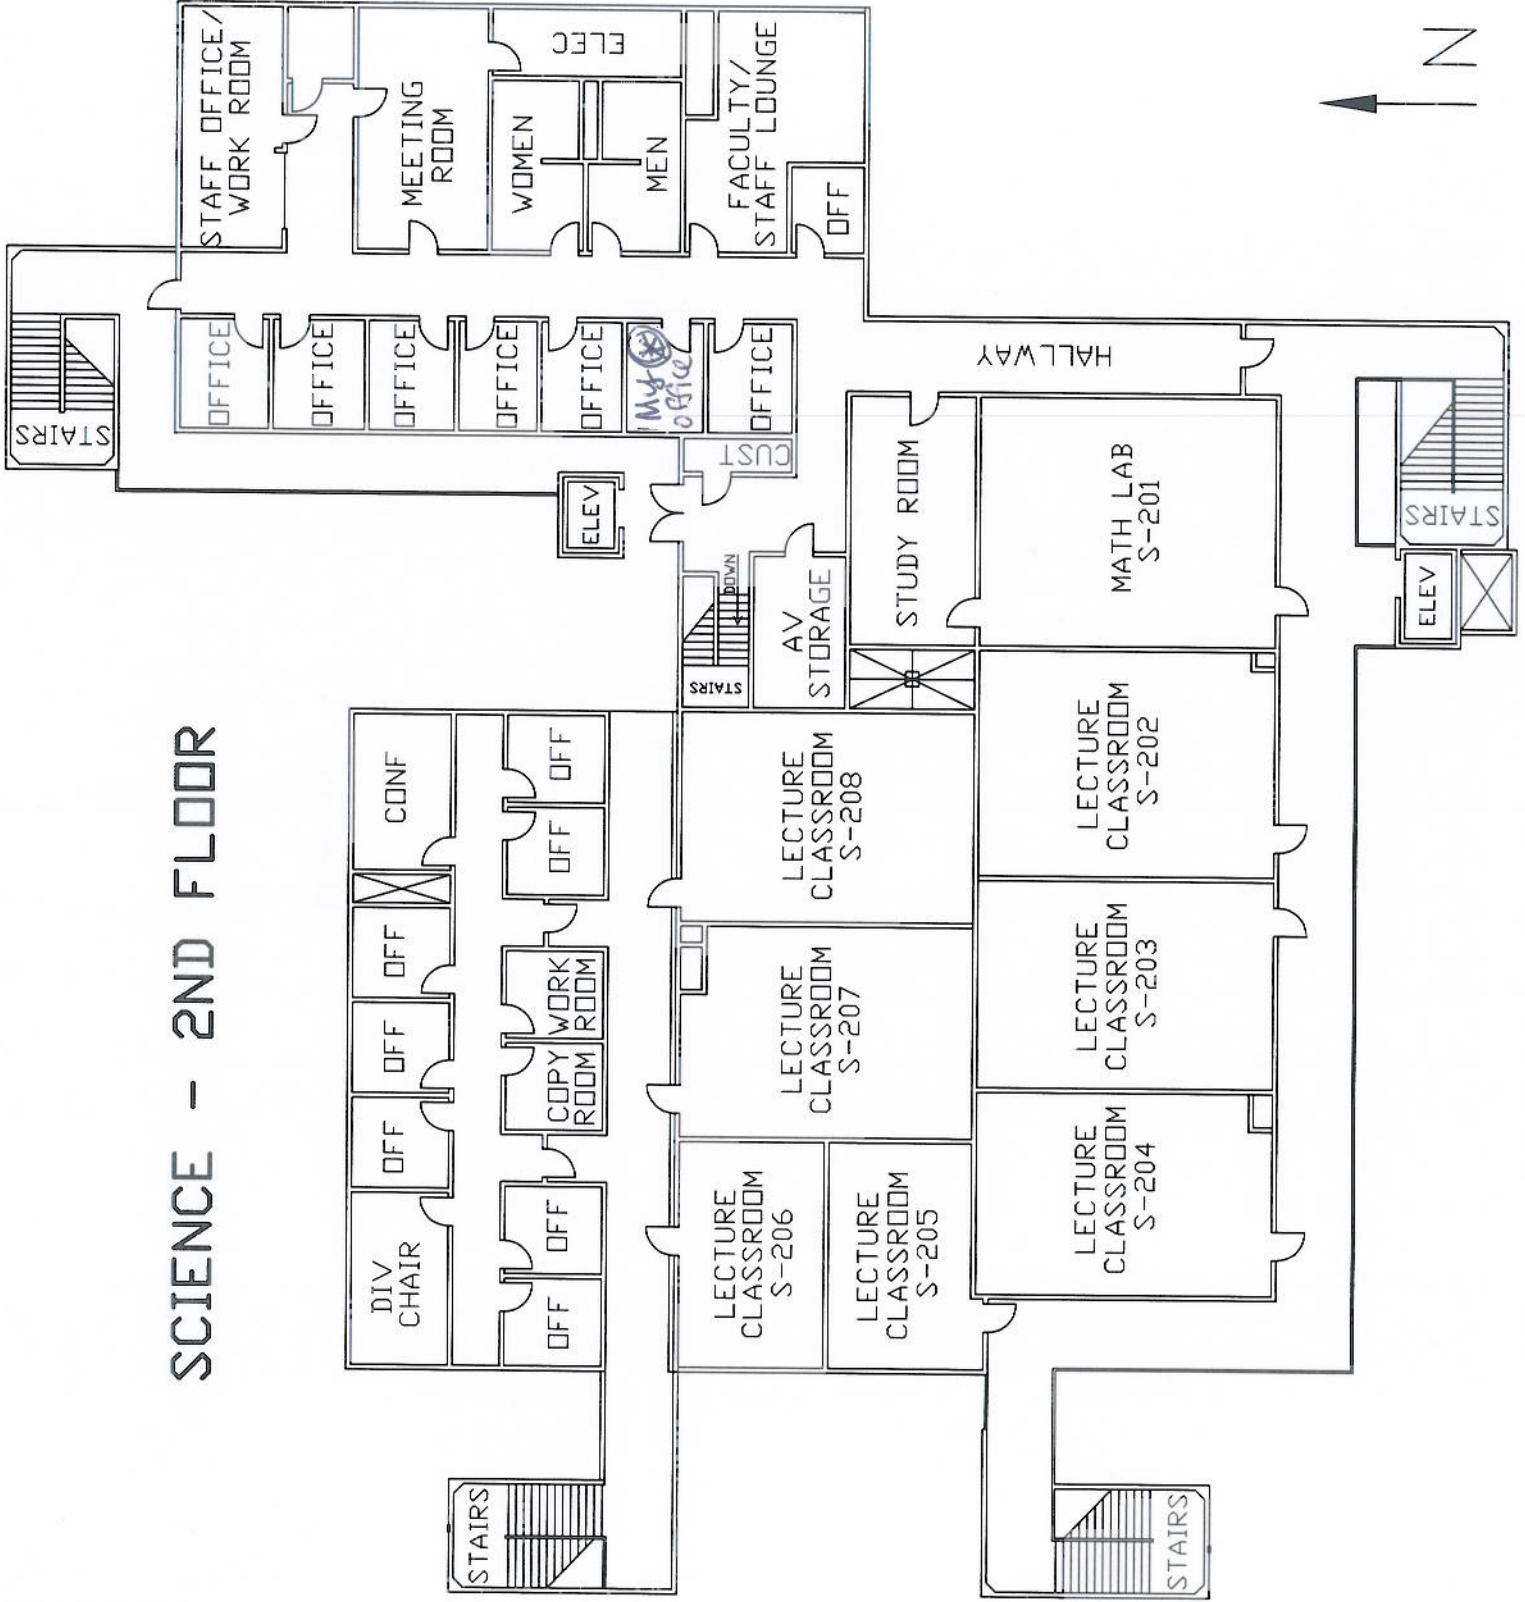 SCIENCE - 2ND FLOOR
STAFF OFFICE/
WORK ROOM
MEETING
ROOM
ELEC
WOMEN
MEN
FACULTY/
STAFF LOUNGE
OFF
N
STAIRS
OFFICE
OFFICE
OFFICE
OFFICE
OFFICE
My
office
OFFICE
HALLWAY
CUST
ELEV
STUDY ROOM
MATH LAB
S-201
STAIRS
ELEV
DOWN
STAIRS
AV
STORAGE
CONF
OFF
OFF
LECTURE
CLASSROOM
S-208
LECTURE
CLASSROOM
S-202
OFF
OFF
OFF
WORK
ROOM
COPY
ROOM
LECTURE
CLASSROOM
S-207
LECTURE
CLASSROOM
S-203
DIV
CHAIR
OFF
OFF
LECTURE
CLASSROOM
S-206
LECTURE
CLASSROOM
S-205
LECTURE
CLASSROOM
S-204
STAIRS
STAIRS